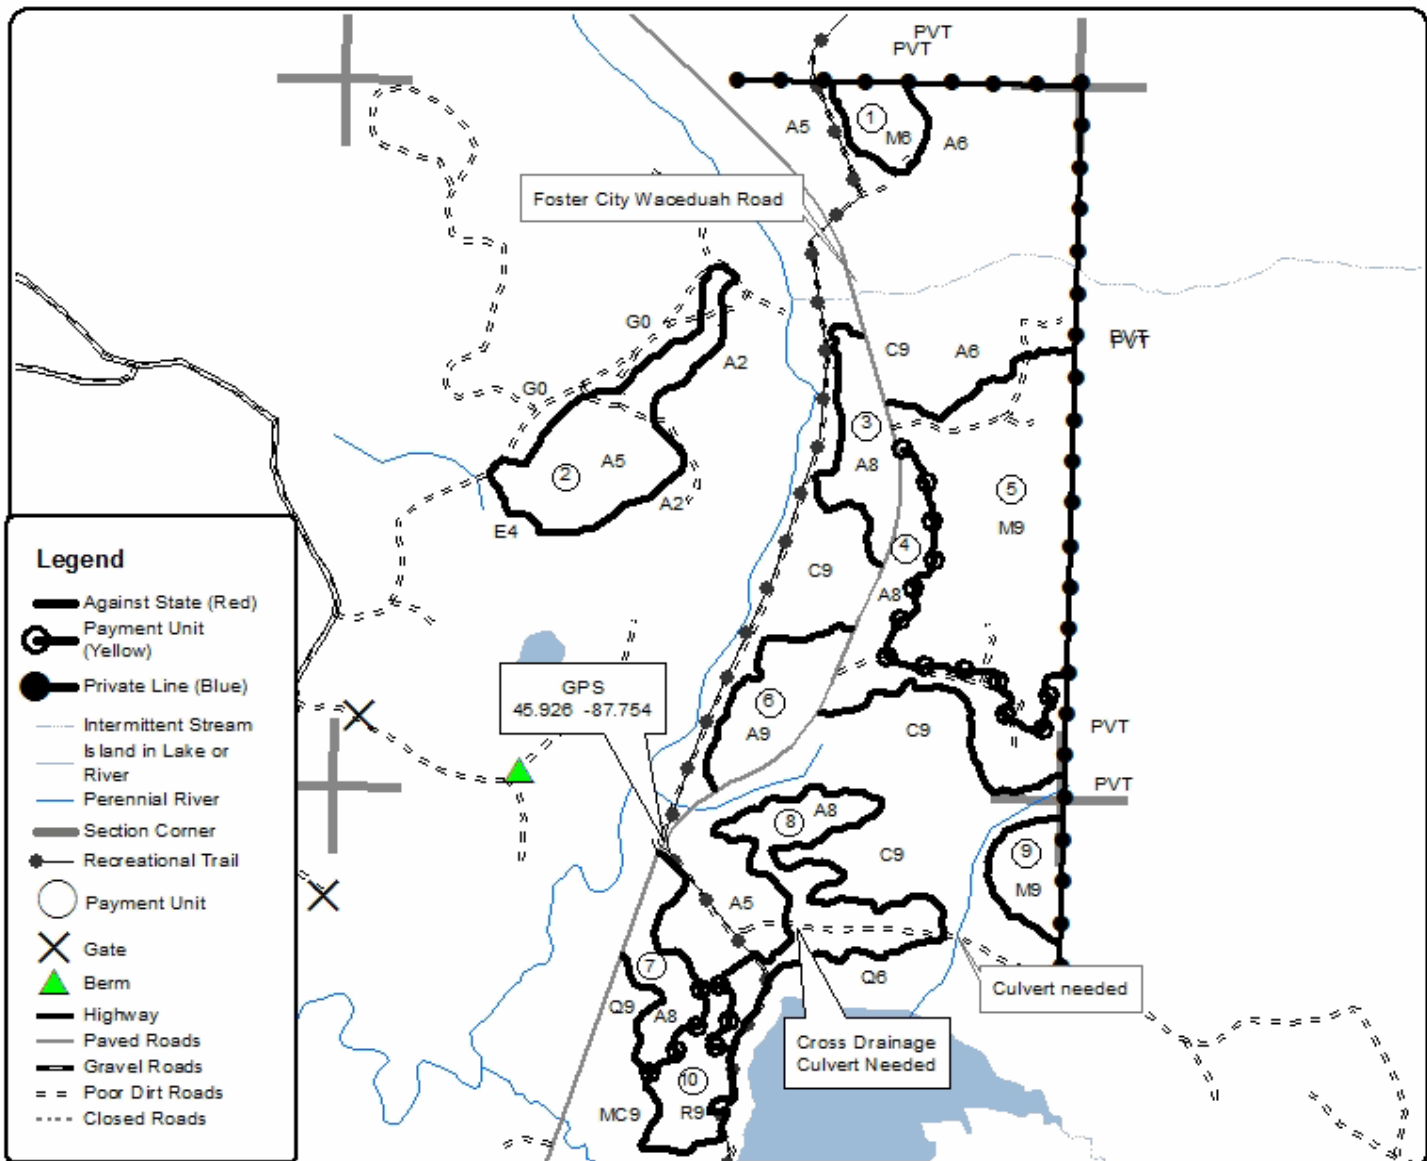 PVT
PVT
1
A5
M6
A6
Foster City Waceduah Road
G0
C9
A6
PVT
PVT
A2
G0
3
A5
A8
2
5
A2
M9
E4
4
C9
A8
GPS
45.926 -87.754
6
A9
C9
PVT
PVT
A8
8
C9
9
M9
A5
7
Q6
Culvert needed
Q9
A8
Cross Drainage
Culvert Needed
10
MC9
R9
Legend
Against State (Red)
Payment Unit
(Yellow)
Private Line (Blue)
Intermittent Stream
Island in Lake or
River
Perennial River
Section Corner
Recreational Trail
Payment Unit
Gate
Berm
Highway
Paved Roads
Gravel Roads
Poor Dirt Roads
Closed Roads